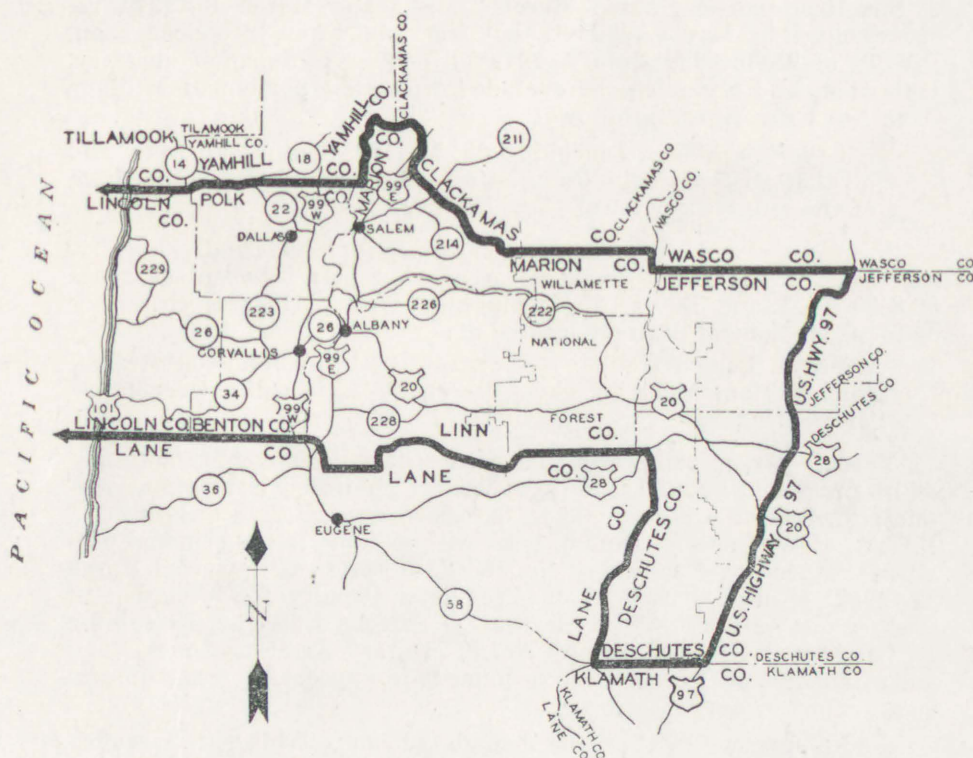 CLACKAMAS CO.
TILLAMOOK
TILAMOOK
YAMHILL CO.
YAMHILL CO.
CO.
14
YAMHILL
18
CO.
211
MARION
CO.
99
E
CLACKAMAS
CO.
LINCOLN
CO.
POLK
CO.
22
99
W
DALLAS
SALEM
214
CLACKAMAS CO
WASCO CO.
MARION
CO.
WASCO
CO.
WASCO
CO
JEFFERSON
CO.
JEFFERSON
CO.
WILLAMETTE
229
26
223
26
226
222
ALBANY
NATIONAL
CORVALLIS
99
E
20
34
U.S. HWY. 97
JEFFERSON CO.
DESCHUTES CO
101
99
W
228
LINN
FOREST
CO.
20
28
LINCOLN CO.
BENTON CO.
LANE
CO
LANE
CO.
28
36
EUGENE
PACIFIC OCEAN
N
58
LANE
CO.
DESCHUTES CO.
U.S. HIGHWAY 97
20
DESCHUTES
CO.
DESCHUTES CO.
KLAMATH
CO.
KLAMATH CO
97
KLAMATH CO
LANE CO.